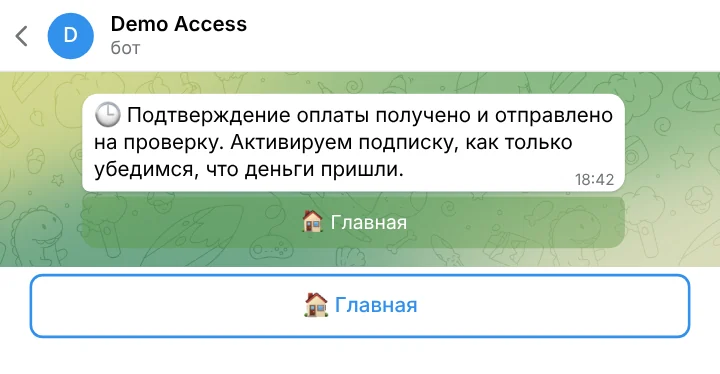 D
Demo Access
бот
🕒 Подтверждение оплаты получено и отправлено
на проверку. Активируем подписку, как только
убедимся, что деньги пришли.
18:42
🏠 Главная
🏠 Главная